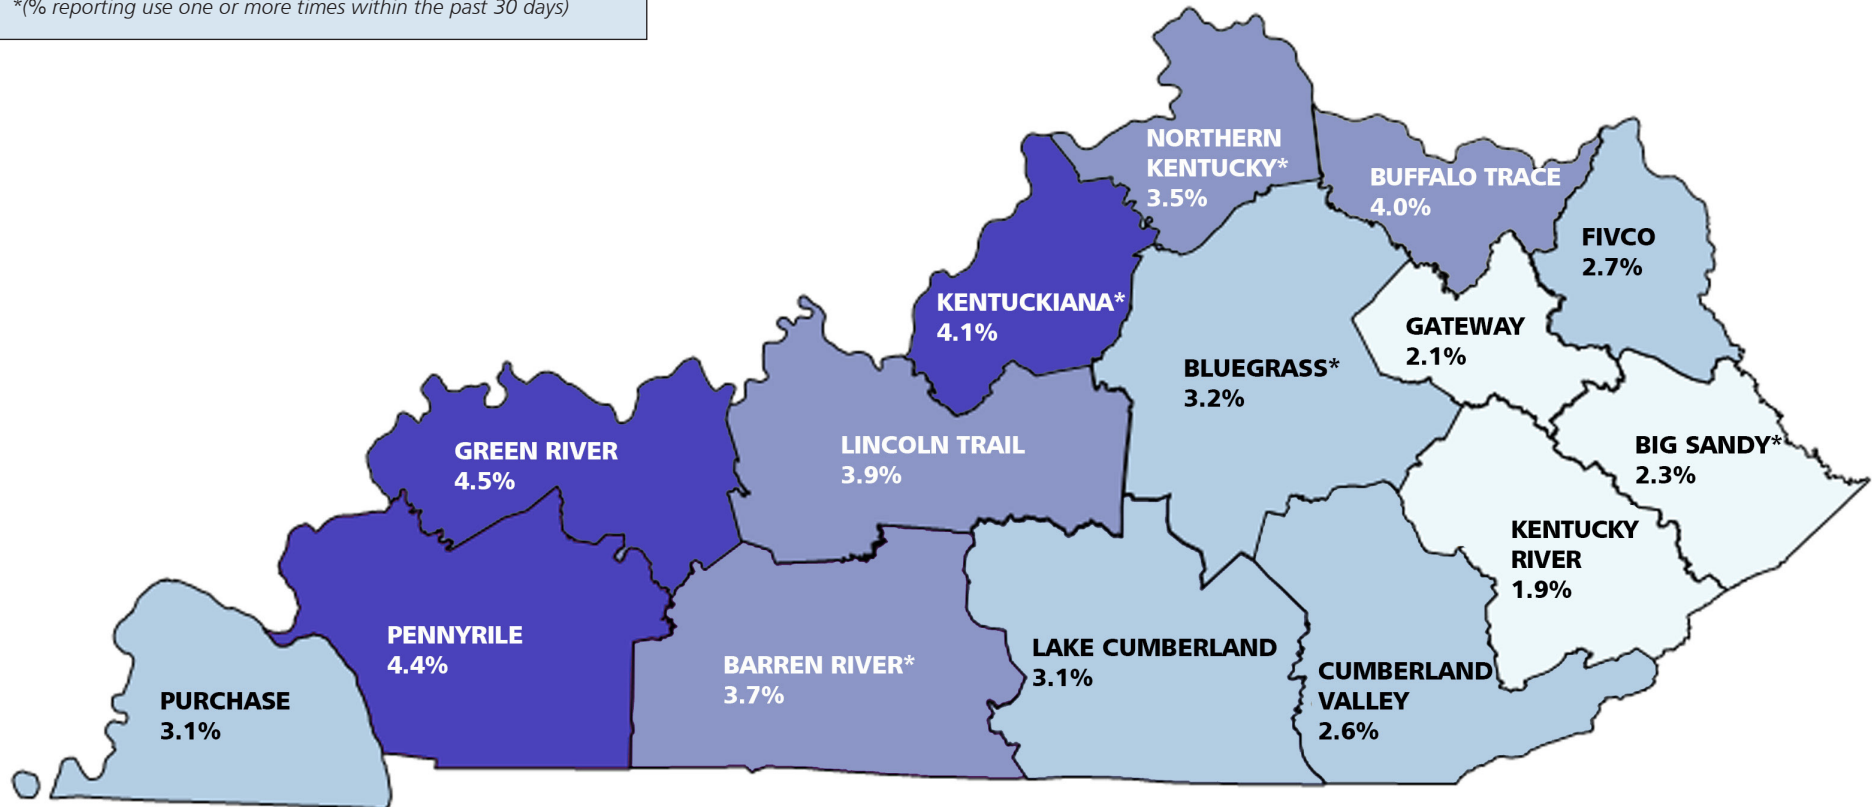 *(% reporting use one or more times within the past 30 days)
NORTHERN
KENTUCKY*
3.5%
BUFFALO TRACE
4.0%
FIVCO
2.7%
KENTUCKIANA*
4.1%
GATEWAY
2.1%
BLUEGRASS*
3.2%
GREEN RIVER
4.5%
LINCOLN TRAIL
3.9%
BIG SANDY*
2.3%
KENTUCKY
RIVER
1.9%
PENNYRILE
4.4%
BARREN RIVER*
3.7%
LAKE CUMBERLAND
3.1%
CUMBERLAND
VALLEY
2.6%
PURCHASE
3.1%